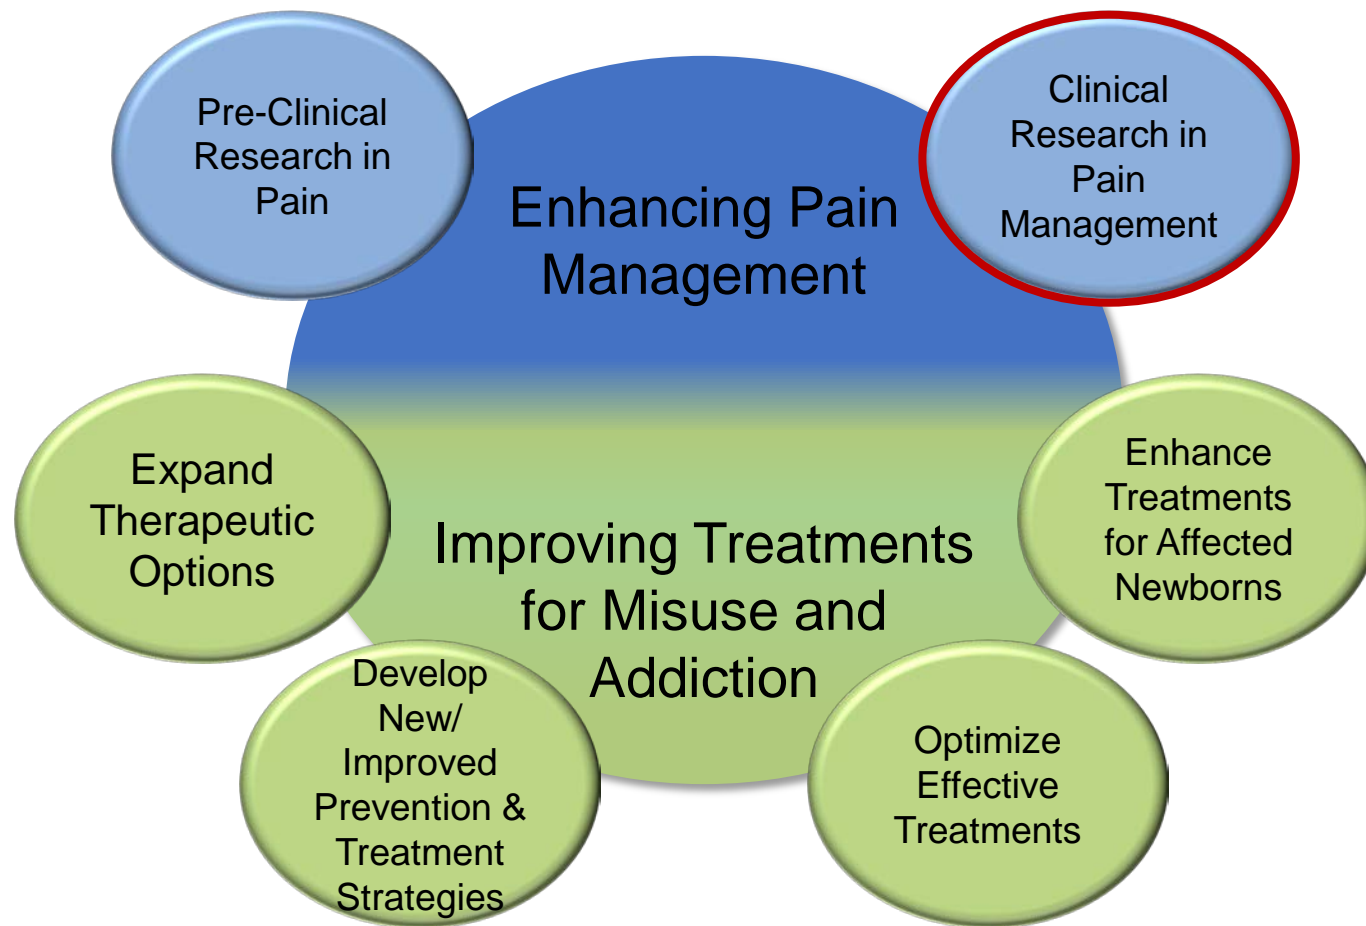 Pre-Clinical
Research in
Pain
Clinical
Research in
Pain
Management
Enhancing Pain
Management
Expand
Therapeutic
Options
Enhance
Treatments
for Affected
Newborns
Improving Treatments
for Misuse and
Addiction
Develop
New/
Improved
Prevention &
Treatment
Strategies
Optimize
Effective
Treatments